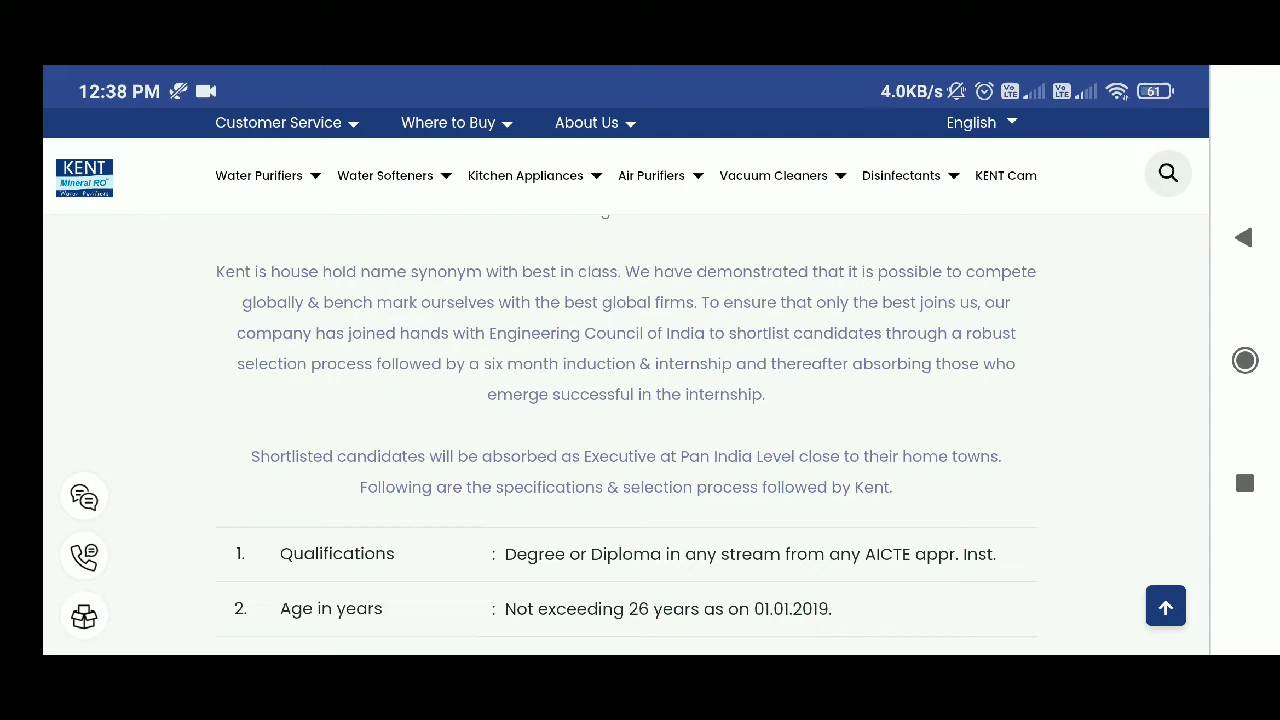 12:38 PM 4.0KB/s Vo LTE Vo LTE 61
Customer Service Where to Buy About Us English
KENT
Mineral RO
Water Purifiers
Water Purifiers Water Softeners Kitchen Appliances Air Purifiers Vacuum Cleaners Disinfectants KENT Cam
Kent is house hold name synonym with best in class. We have demonstrated that it is possible to compete
globally & bench mark ourselves with the best global firms. To ensure that only the best joins us, our
company has joined hands with Engineering Council of India to shortlist candidates through a robust
selection process followed by a six month induction & internship and thereafter absorbing those who
emerge successful in the internship.
Shortlisted candidates will be absorbed as Executive at Pan India Level close to their home towns.
Following are the specifications & selection process followed by Kent.
1. Qualifications : Degree or Diploma in any stream from any AICTE appr. Inst.
2. Age in years : Not exceeding 26 years as on 01.01.2019.